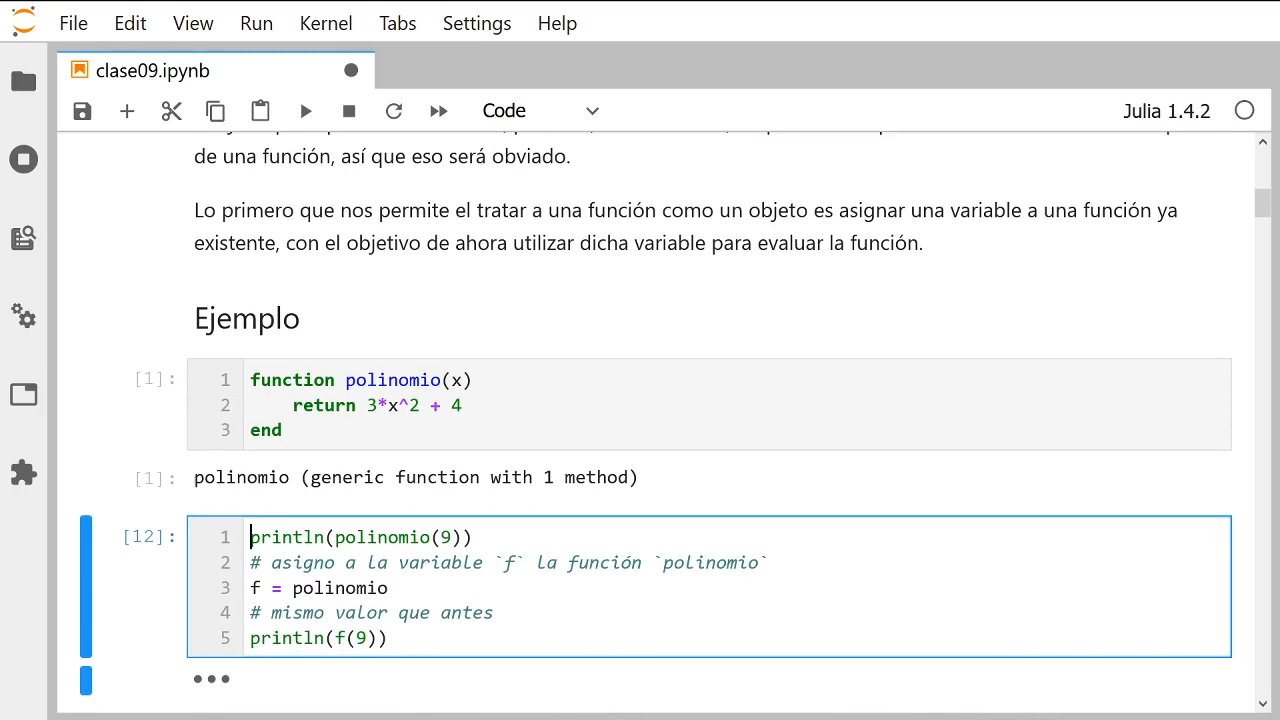 File Edit View Run Kernel Tabs Settings Help
clase09.ipynb
Code Julia 1.4.2
de una función, así que eso será obviado.
Lo primero que nos permite el tratar a una función como un objeto es asignar una variable a una función ya
existente, con el objetivo de ahora utilizar dicha variable para evaluar la función.
Ejemplo
[1]: 1 function polinomio(x)
2 return 3*x^2 + 4
3 end
[1]: polinomio (generic function with 1 method)
[12]: 1 println(polinomio(9))
2 # asigno a la variable `f` la función `polinomio`
3 f = polinomio
4 # mismo valor que antes
5 println(f(9))